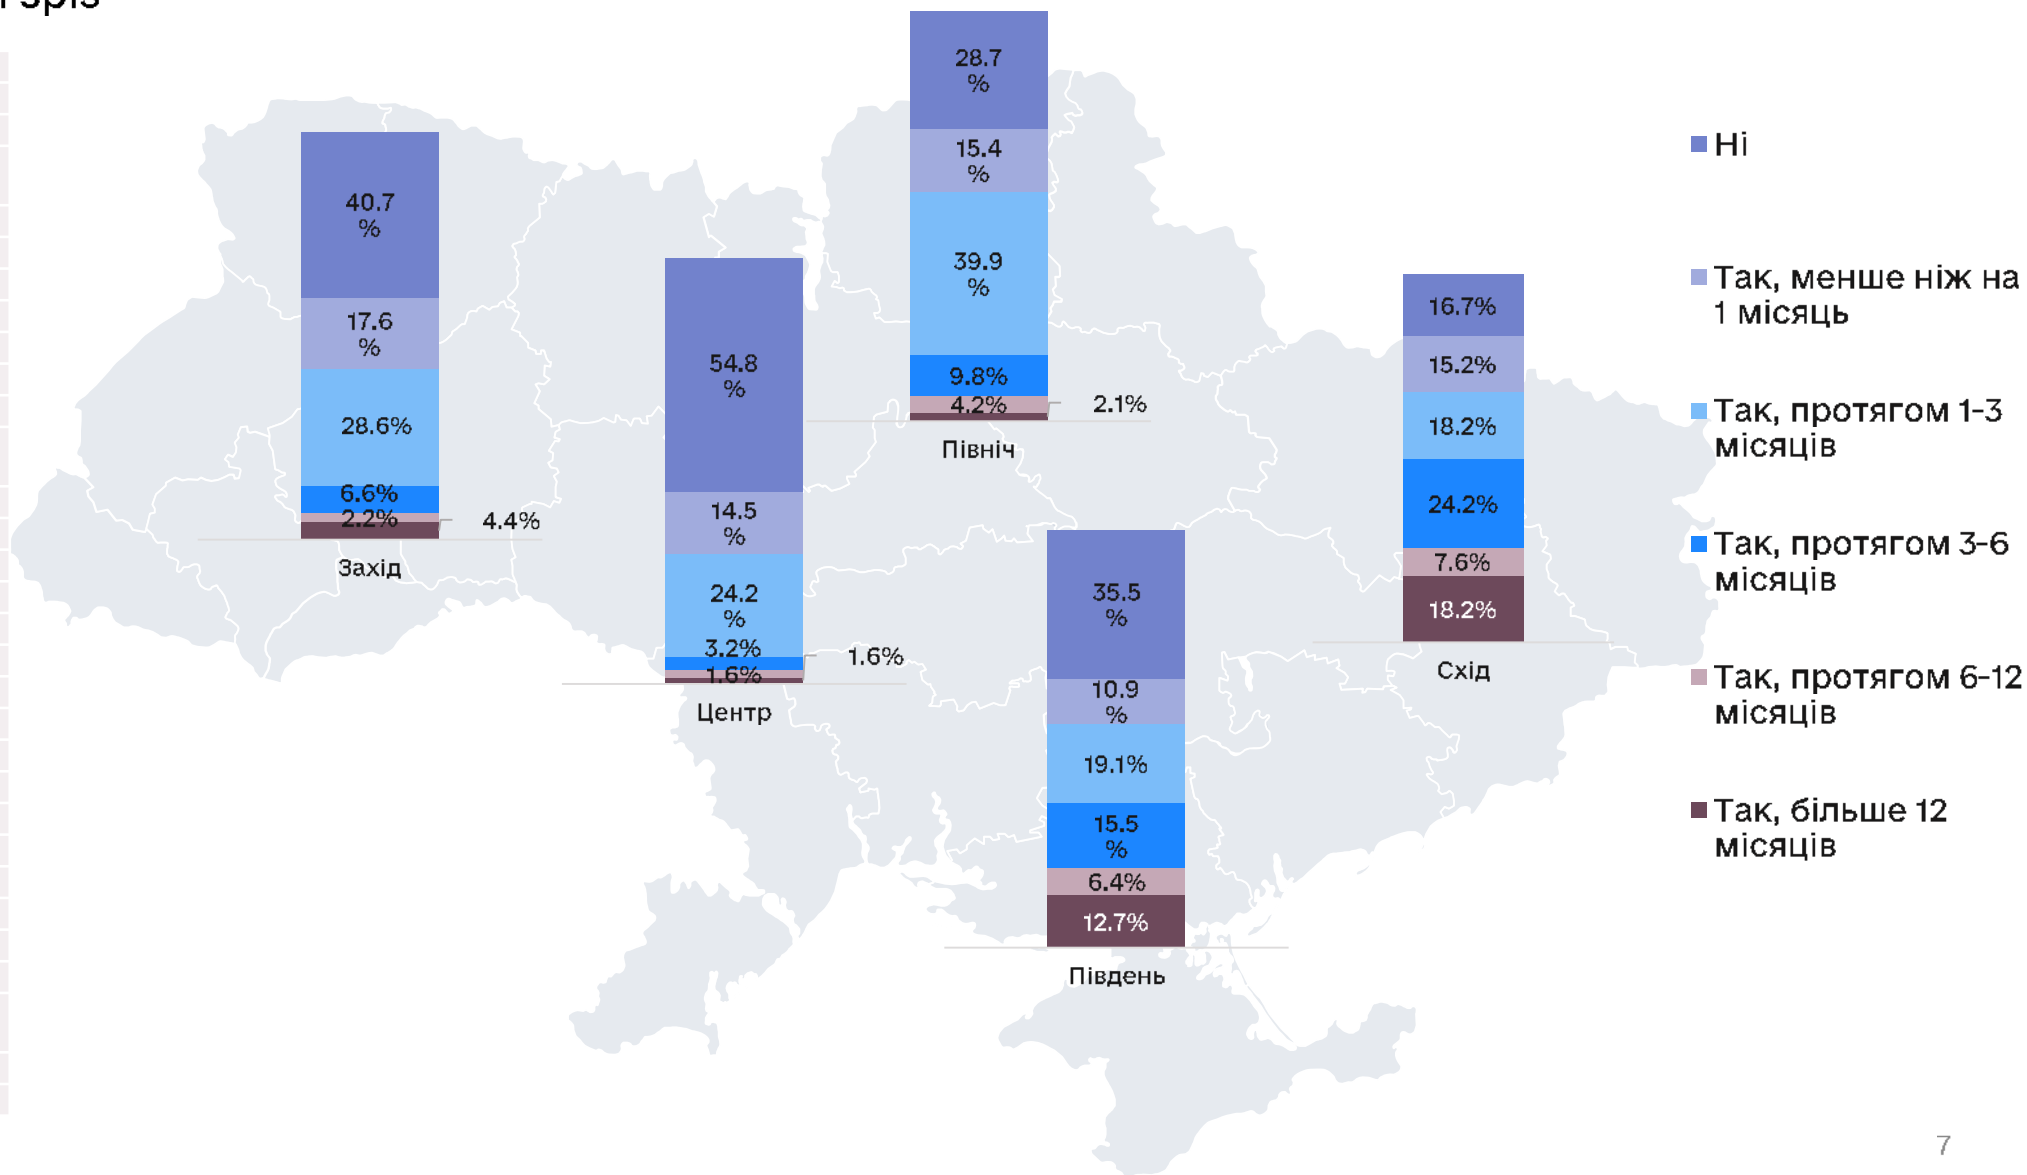 і зріз
28.7
%
15.4
%
39.9
%
9.8%
4.2%
2.1%
Північ
40.7
%
17.6
%
28.6%
6.6%
2.2%
4.4%
Захід
54.8
%
14.5
%
24.2
%
3.2%
1.6%
1.6%
Центр
35.5
%
10.9
%
19.1%
15.5
%
6.4%
12.7%
Південь
16.7%
15.2%
18.2%
24.2%
7.6%
18.2%
Схід
Ні
Так, менше ніж на
1 місяць
Так, протягом 1-3
місяців
Так, протягом 3-6
місяців
Так, протягом 6-12
місяців
Так, більше 12
місяців
7